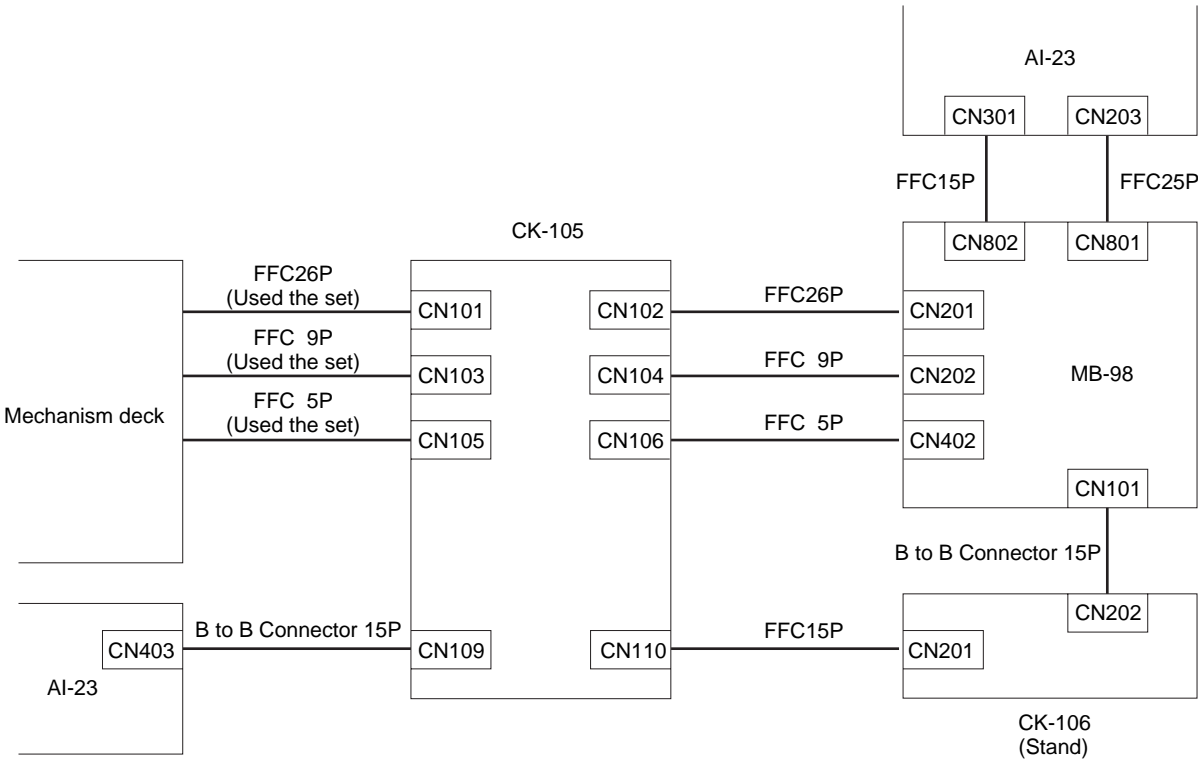 AI-23
CN301
CN203
FFC15P
FFC25P
CK-105
CN802
CN801
FFC26P
(Used the set)
CN101
CN102
FFC26P
CN201
FFC 9P
(Used the set)
CN103
CN104
FFC 9P
CN202
MB-98
Mechanism deck
FFC 5P
(Used the set)
CN105
CN106
FFC 5P
CN402
CN101
B to B Connector 15P
CN202
CN403
B to B Connector 15P
CN109
CN110
FFC15P
CN201
AI-23
CK-106
(Stand)